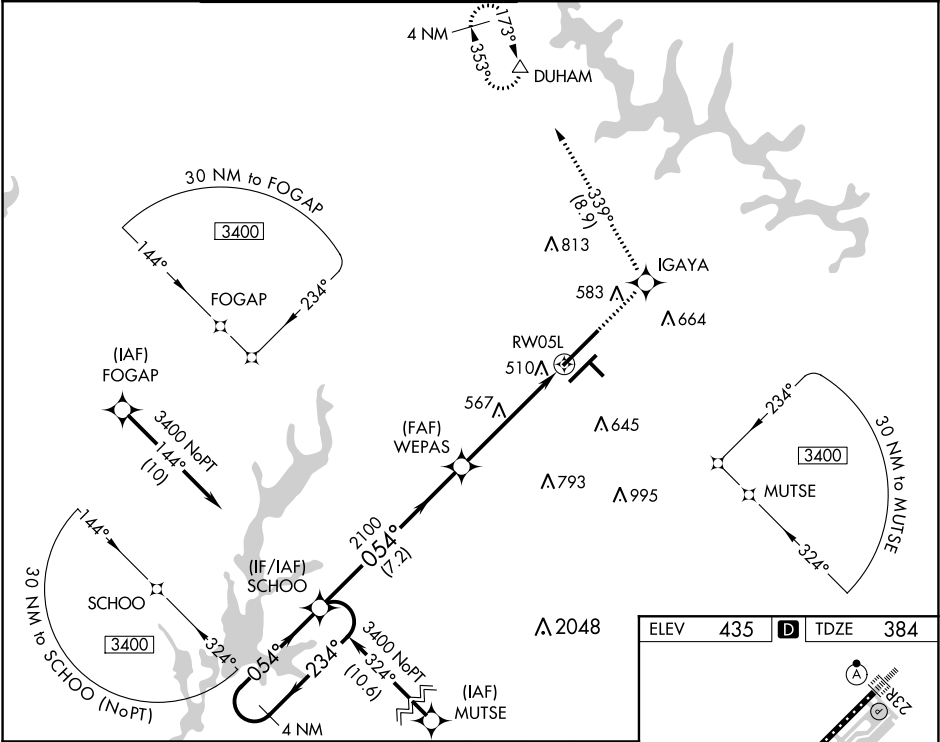 4 NM
173°
353°
DUHAM
30 NM to FOGAP
3400
144°
234°
FOGAP
339°
(8.9)
813
IGAYA
583
664
RW05L
510
(IAF)
FOGAP
3400 NoPT
144°
(10)
567
(FAF)
WEPAS
645
793
995
234°
3400
30 NM to MUTSE
MUTSE
324°
2100
054°
(7.2)
(IF/IAF)
SCHOO
144°
SCHOO
3400
324°
30 NM to SCHOO (NoPT)
054°
234°
3400 NoPT
324°
(10.6)
(IAF)
MUTSE
4 NM
2048
ELEV 435 D TDZE 384
A
23R
P